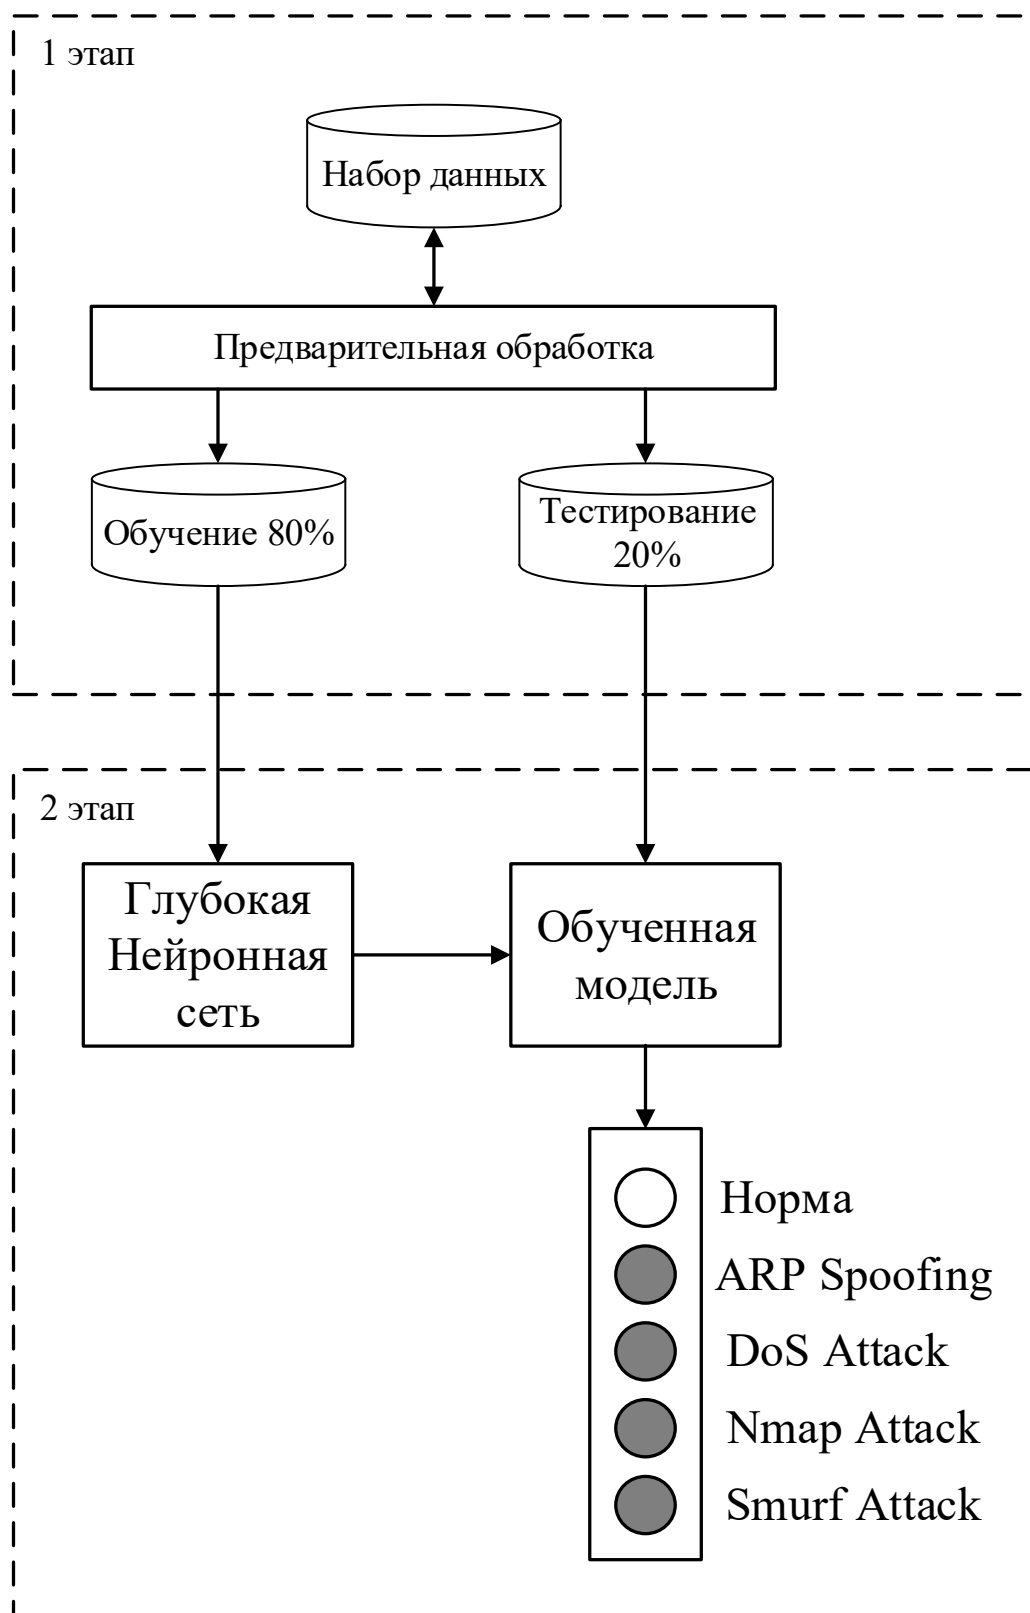 1 этап
Набор данных
Предварительная обработка
Обучение 80%
Тестирование
20%
2 этап
Глубокая
Нейронная
сеть
Обученная
модель
Норма
ARP Spoofing
DoS Attack
Nmap Attack
Smurf Attack